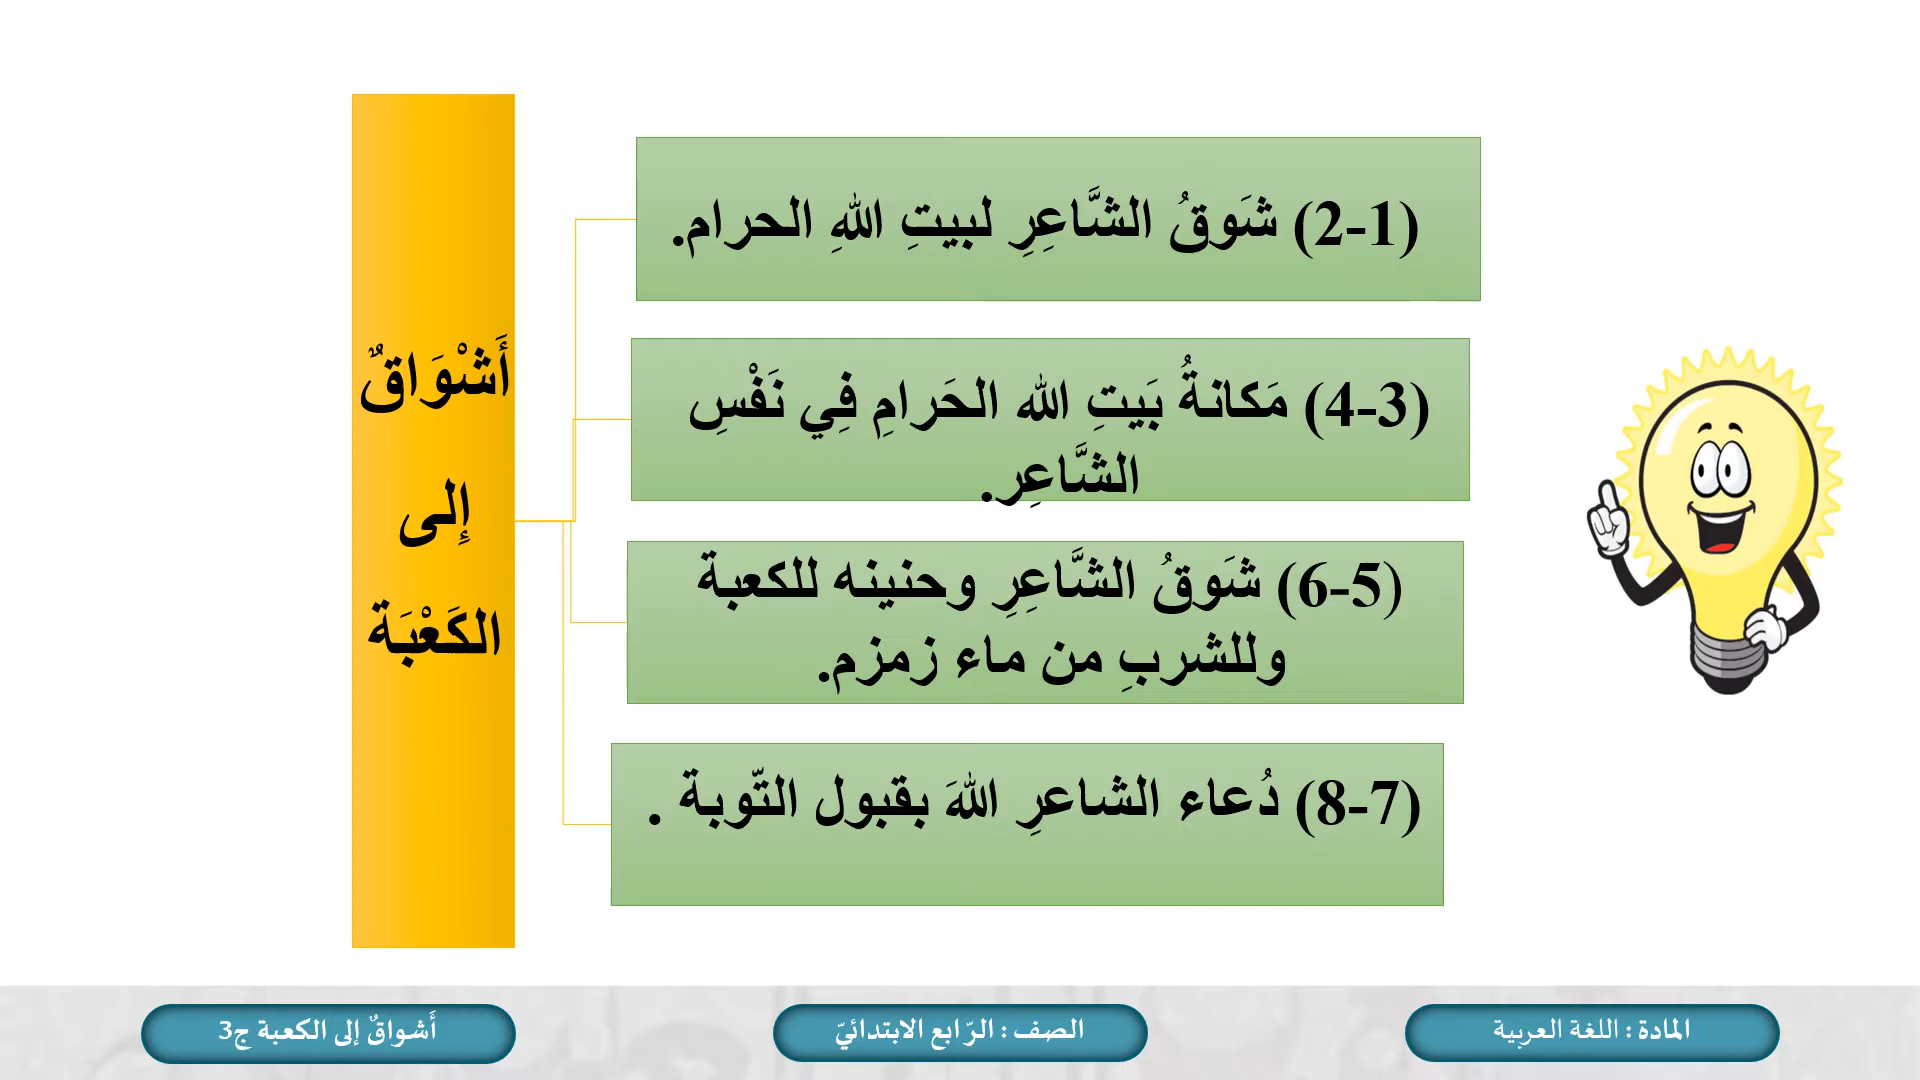 أَشْوَاقٌ
إِلى
الكَعْبَة
(1-2) شَوقُ الشَّاعِرِ لبيتِ اللهِ الحرام.
(3-4) مَكانةُ بَيتِ الله الحَرامِ فِي نَفْسِ
الشَّاعِر.
(5-6) شَوقُ الشَّاعِرِ وحنينه للكعبة
وللشربِ من ماء زمزم.
(7-8) دُعاء الشاعرِ اللهَ بقبول التّوبة .
المادة : اللغة العربية
الصف : الرّابع الابتدائيّ
أَشواقٌ إلى الكعبة ج3